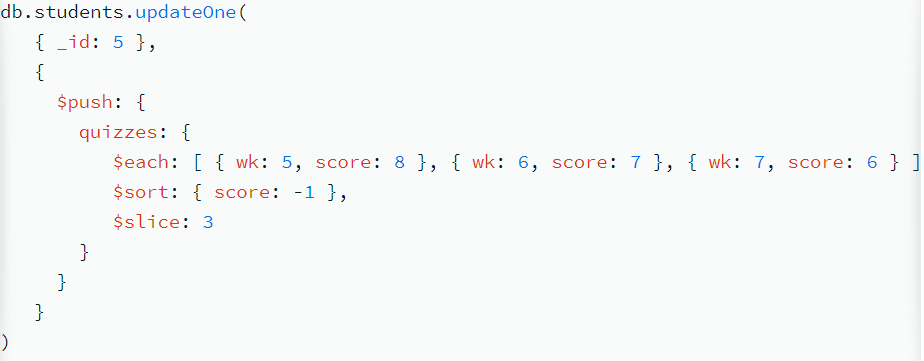 db.students.updateOne(
   { _id: 5 },
   {
     $push: {
       quizzes: {
          $each: [ { wk: 5, score: 8 }, { wk: 6, score: 7 }, { wk: 7, score: 6 } ]
          $sort: { score: -1 },
          $slice: 3
       }
     }
   }
)